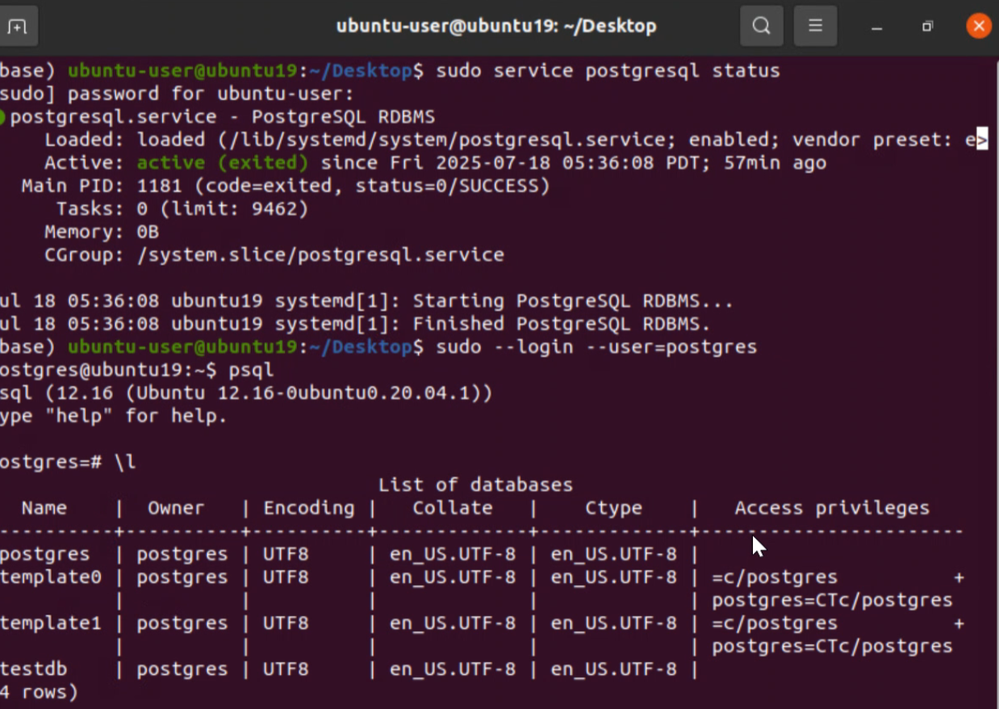 ubuntu-user@ubuntu19: ~/Desktop
base) ubuntu-user@ubuntu19:~/Desktop$ sudo service postgresql status
sudo] password for ubuntu-user:
postgresql.service - PostgreSQL RDBMS
     Loaded: loaded (/lib/systemd/system/postgresql.service; enabled; vendor preset: e>
     Active: active (exited) since Fri 2025-07-18 05:36:08 PDT; 57min ago
   Main PID: 1181 (code=exited, status=0/SUCCESS)
      Tasks: 0 (limit: 9462)
     Memory: 0B
     CGroup: /system.slice/postgresql.service
ul 18 05:36:08 ubuntu19 systemd[1]: Starting PostgreSQL RDBMS...
ul 18 05:36:08 ubuntu19 systemd[1]: Finished PostgreSQL RDBMS.
base) ubuntu-user@ubuntu19:~/Desktop$ sudo --login --user=postgres
ostgres@ubuntu19:~$ psql
sql (12.16 (Ubuntu 12.16-0ubuntu0.20.04.1))
ype "help" for help.
ostgres=# \l
                                 List of databases
  Name    |  Owner   | Encoding |   Collate   |    Ctype    |   Access privileges
----------+----------+----------+-------------+-------------+-----------------------
postgres  | postgres | UTF8     | en_US.UTF-8 | en_US.UTF-8 |
template0 | postgres | UTF8     | en_US.UTF-8 | en_US.UTF-8 | =c/postgres          +
          |          |          |             |             | postgres=CTc/postgres
template1 | postgres | UTF8     | en_US.UTF-8 | en_US.UTF-8 | =c/postgres          +
          |          |          |             |             | postgres=CTc/postgres
testdb    | postgres | UTF8     | en_US.UTF-8 | en_US.UTF-8 |
4 rows)